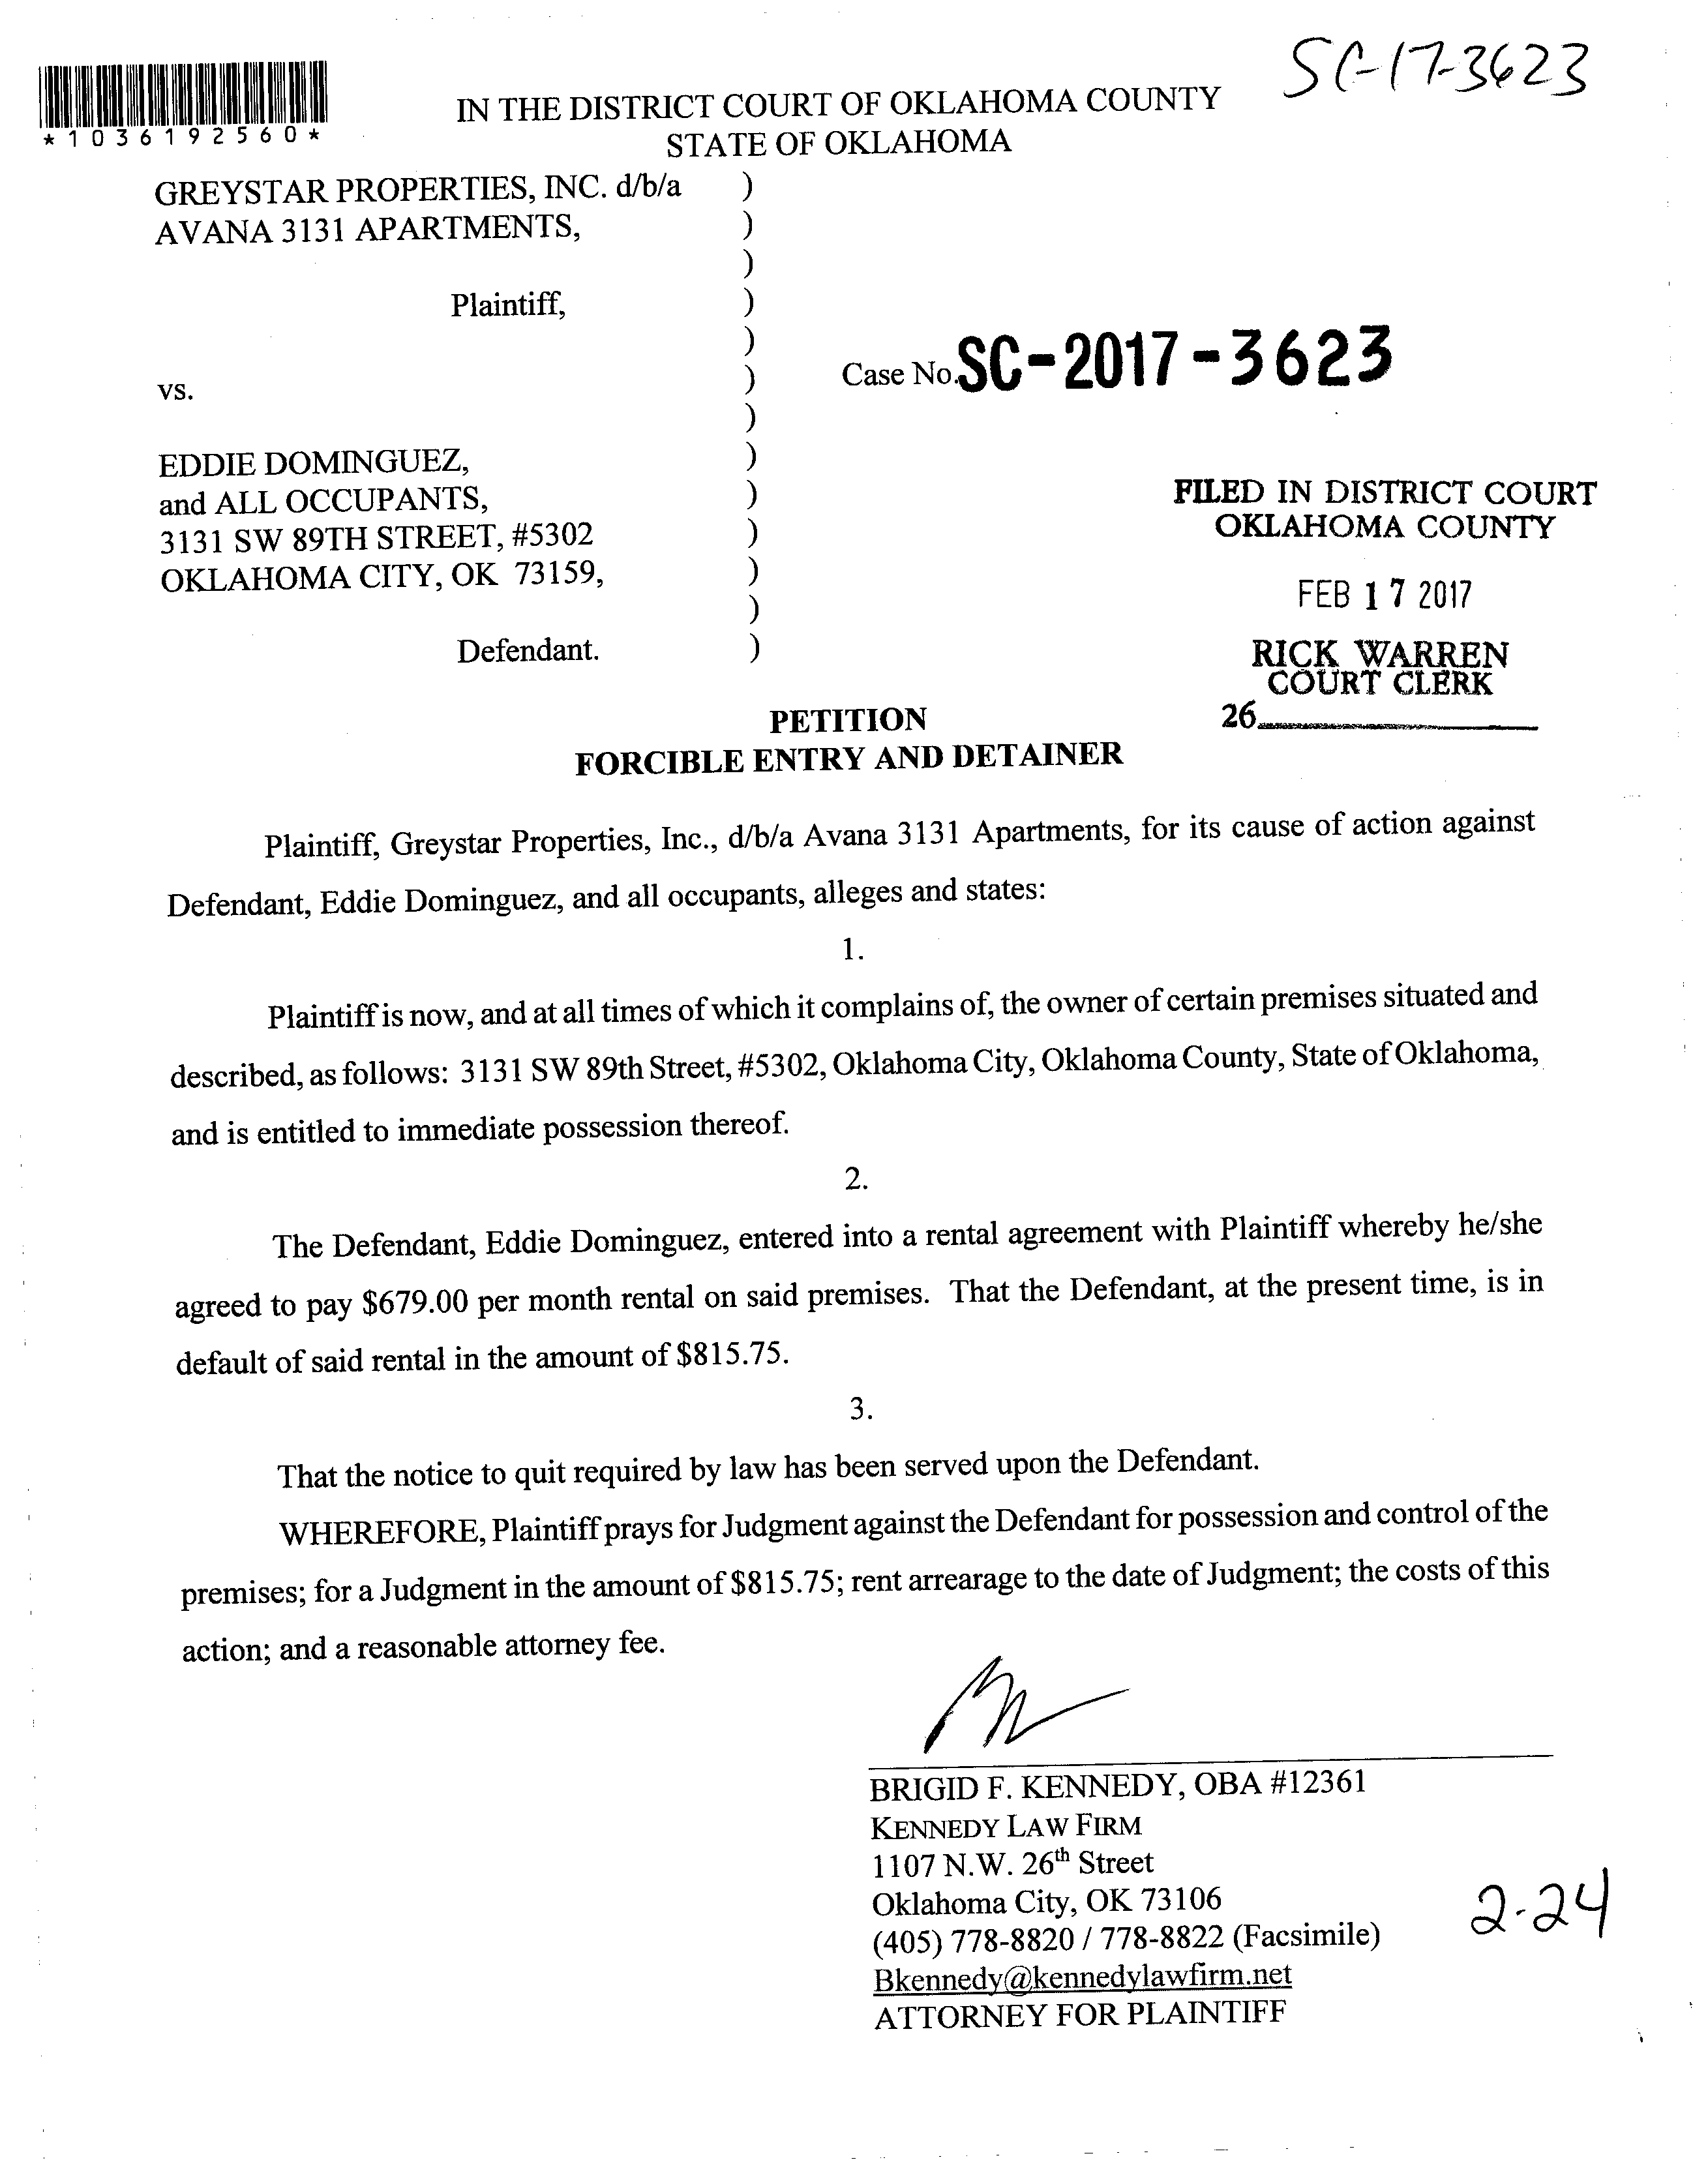 SC-17-3623
*1036192560*
IN THE DISTRICT COURT OF OKLAHOMA COUNTY
STATE OF OKLAHOMA
GREYSTAR PROPERTIES, INC. d/b/a )
AVANA 3131 APARTMENTS, )
)
Plaintiff, )
)
vs. )
)
Case No. SC-2017-3623
EDDIE DOMINGUEZ, )
and ALL OCCUPANTS, )
3131 SW 89TH STREET, #5302 )
OKLAHOMA CITY, OK 73159, )
)
Defendant. )
FILED IN DISTRICT COURT
OKLAHOMA COUNTY
FEB 17 2017
RICK WARREN
COURT CLERK
26
PETITION
FORCIBLE ENTRY AND DETAINER
Plaintiff, Greystar Properties, Inc., d/b/a Avana 3131 Apartments, for its cause of action against
Defendant, Eddie Dominguez, and all occupants, alleges and states:
1.
Plaintiff is now, and at all times of which it complains of, the owner of certain premises situated and
described, as follows: 3131 SW 89th Street, #5302, Oklahoma City, Oklahoma County, State of Oklahoma,
and is entitled to immediate possession thereof.
2.
The Defendant, Eddie Dominguez, entered into a rental agreement with Plaintiff whereby he/she
agreed to pay $679.00 per month rental on said premises. That the Defendant, at the present time, is in
default of said rental in the amount of $815.75.
3.
That the notice to quit required by law has been served upon the Defendant.
WHEREFORE, Plaintiff prays for Judgment against the Defendant for possession and control of the
premises; for a Judgment in the amount of $815.75; rent arrearage to the date of Judgment; the costs of this
action; and a reasonable attorney fee.
BRIGID F. KENNEDY, OBA #12361
KENNEDY LAW FIRM
1107 N.W. 26th Street
Oklahoma City, OK 73106
(405) 778-8820 / 778-8822 (Facsimile)
Bkennedy@kennedylawfirm.net
ATTORNEY FOR PLAINTIFF
2-24